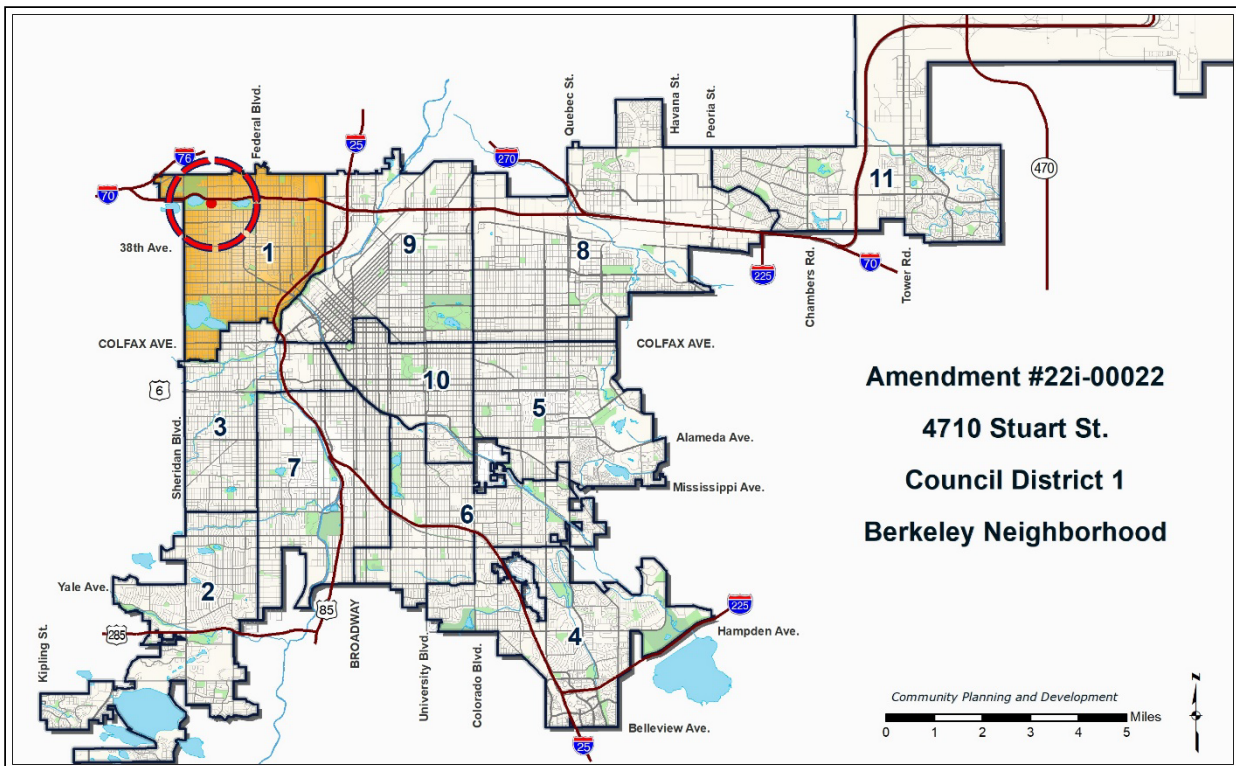 Federal Blvd.
Quebec St.
Havana St.
Peoria St.
76
25
270
70
470
11
38th Ave.
1
9
8
225
70
Chambers Rd.
Tower Rd.
COLFAX AVE.
COLFAX AVE.
6
10
5
3
Sheridan Blvd.
7
Alameda Ave.
Mississippi Ave.
6
Amendment #22i-00022
4710 Stuart St.
Council District 1
Berkeley Neighborhood
Yale Ave.
2
85
285
BROADWAY
University Blvd.
Colorado Blvd.
4
225
Hampden Ave.
Kipling St.
Belleview Ave.
25
Community Planning and Development
Miles
0 1 2 3 4 5
N